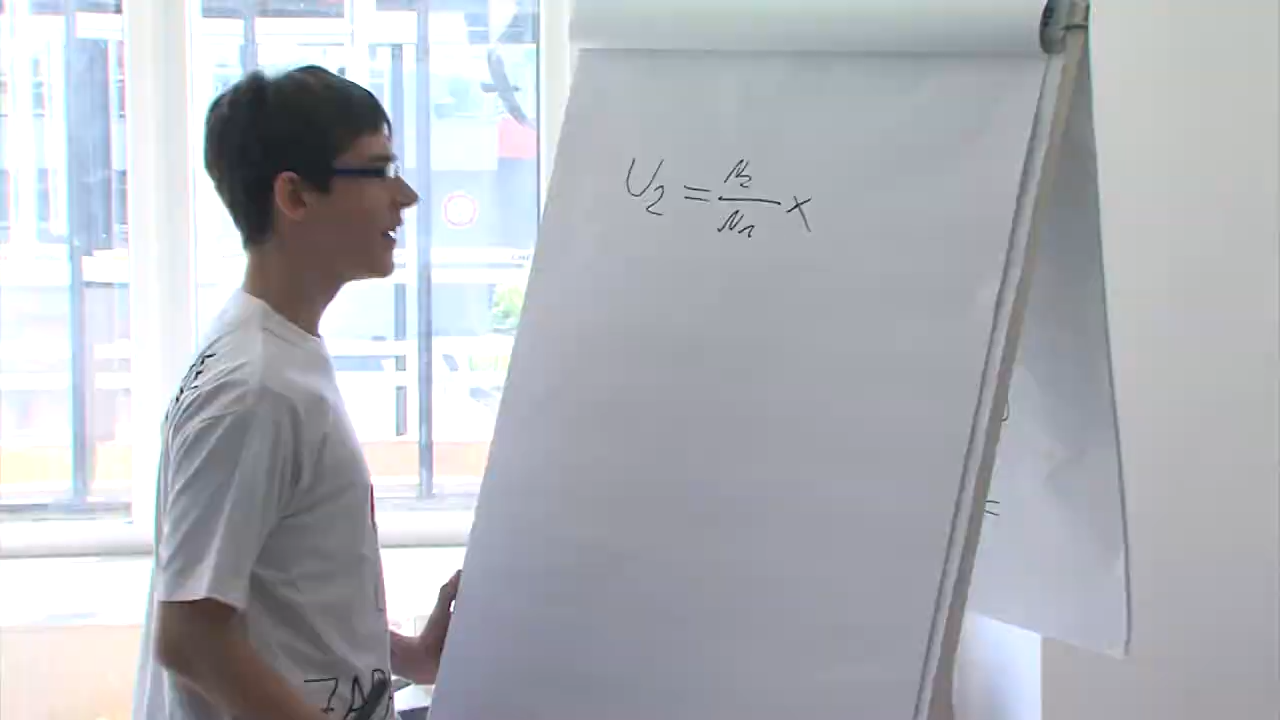 U₂ = N₂/N₁ x
=